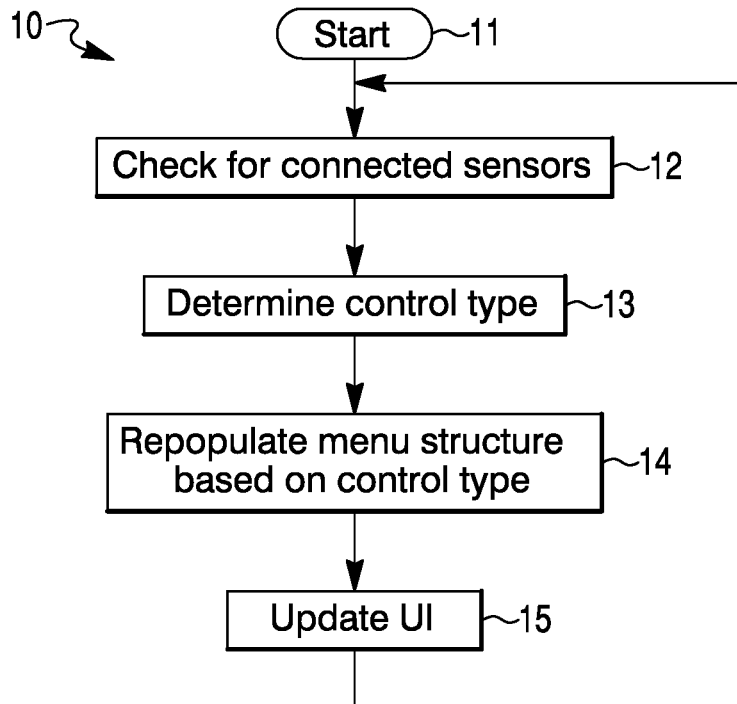 10
Start
11
Check for connected sensors
12
Determine control type
13
Repopulate menu structure
based on control type
14
Update UI
15